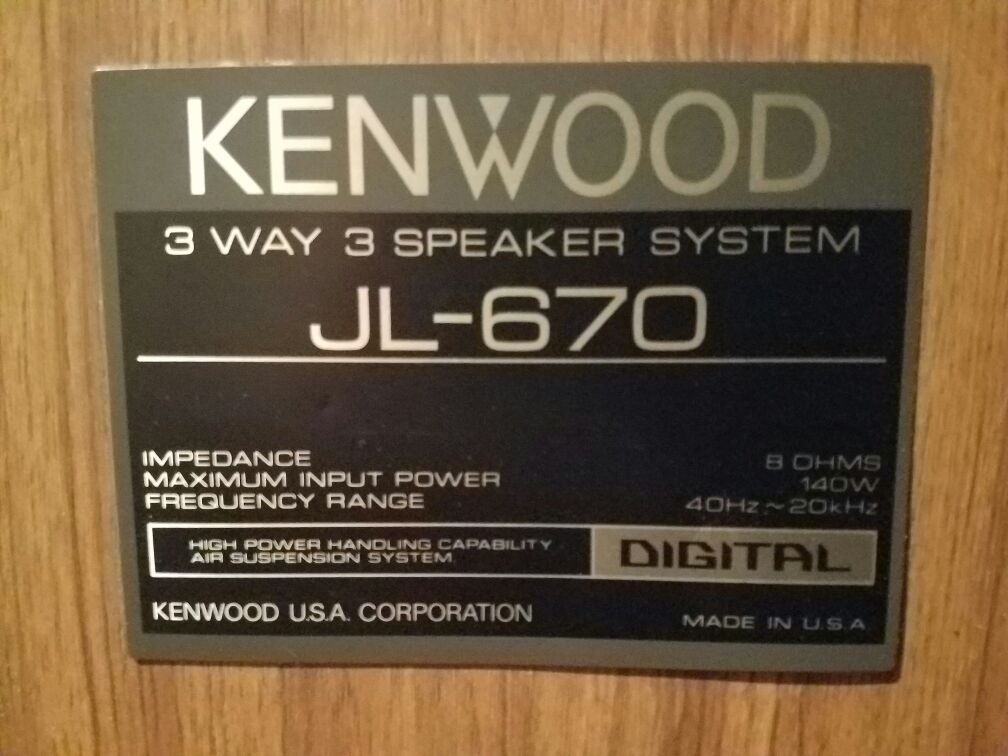 KENWOOD
3 WAY 3 SPEAKER SYSTEM
JL-670
IMPEDANCE 8 OHMS
MAXIMUM INPUT POWER 140W
FREQUENCY RANGE 40Hz~20kHz
HIGH POWER HANDLING CAPABILITY
AIR SUSPENSION SYSTEM
DIGITAL
KENWOOD U.S.A. CORPORATION MADE IN U.S.A